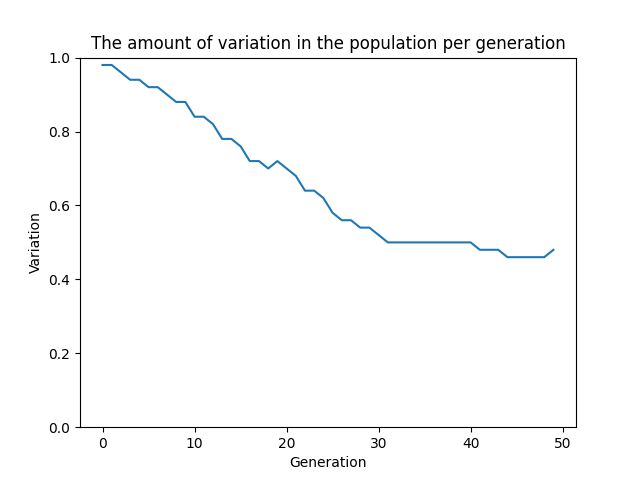 The amount of variation in the population per generation
1.0
0.8
0.6
0.4
0.2
0.0
Variation
0 10 20 30 40 50
Generation